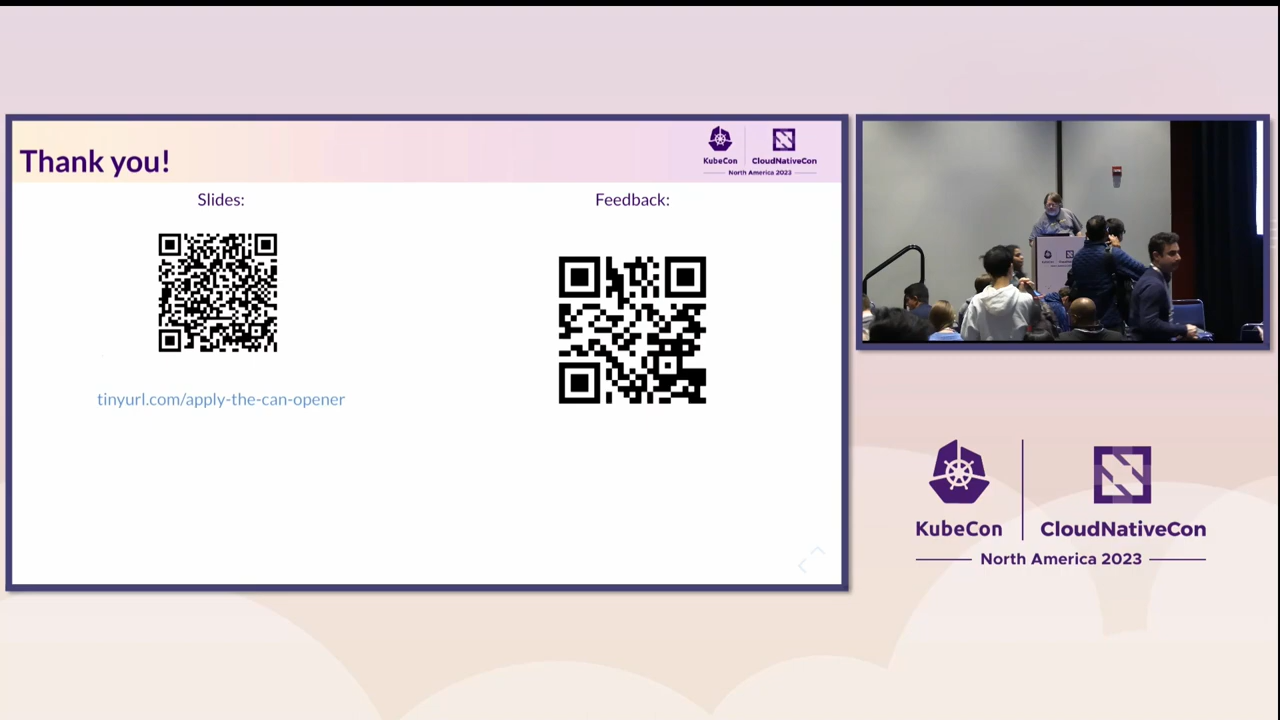 Thank you!
KubeCon
CloudNativeCon
North America 2023
Slides:
Feedback:
tinyurl.com/apply-the-can-opener
KubeCon
CloudNativeCon
North America 2023